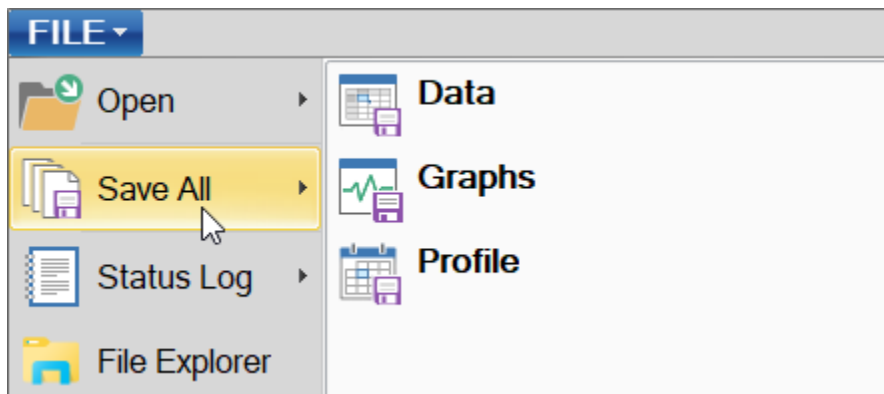 FILE
Open
Save All
Status Log
File Explorer
Data
Graphs
Profile